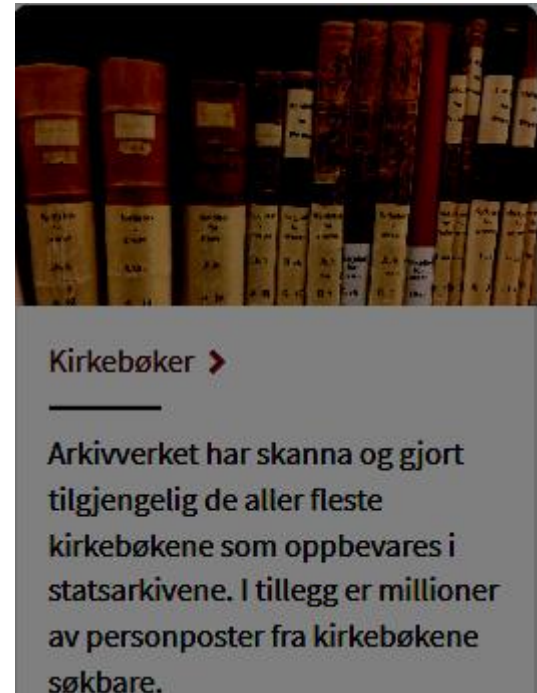 Kirkebøker
Arkivverket har skanna og gjort
tilgjengelig de aller fleste
kirkebøkene som oppbevares i
statsarkivene. I tillegg er millioner
av personposter fra kirkebøkene
søkbare.